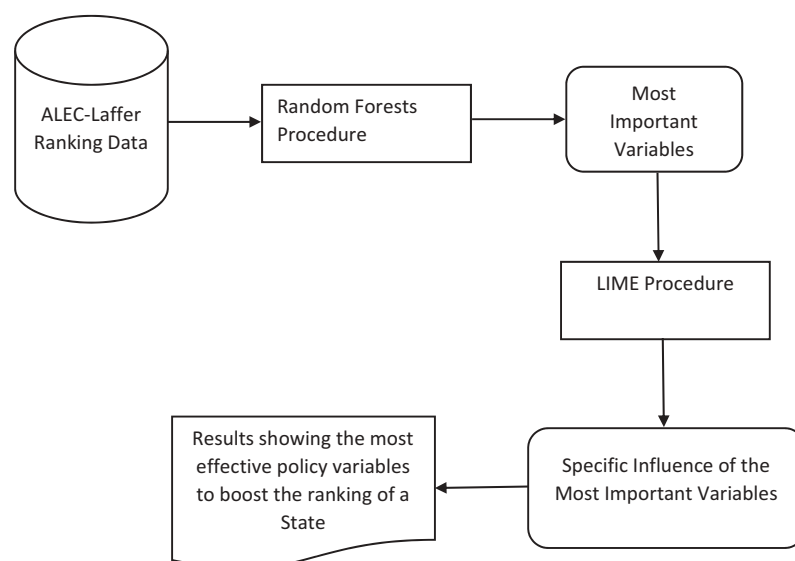 ALEC-Laffer
Ranking Data
Random Forests
Procedure
Most
Important
Variables
LIME Procedure
Specific Influence of the
Most Important Variables
Results showing the most
effective policy variables
to boost the ranking of a
State